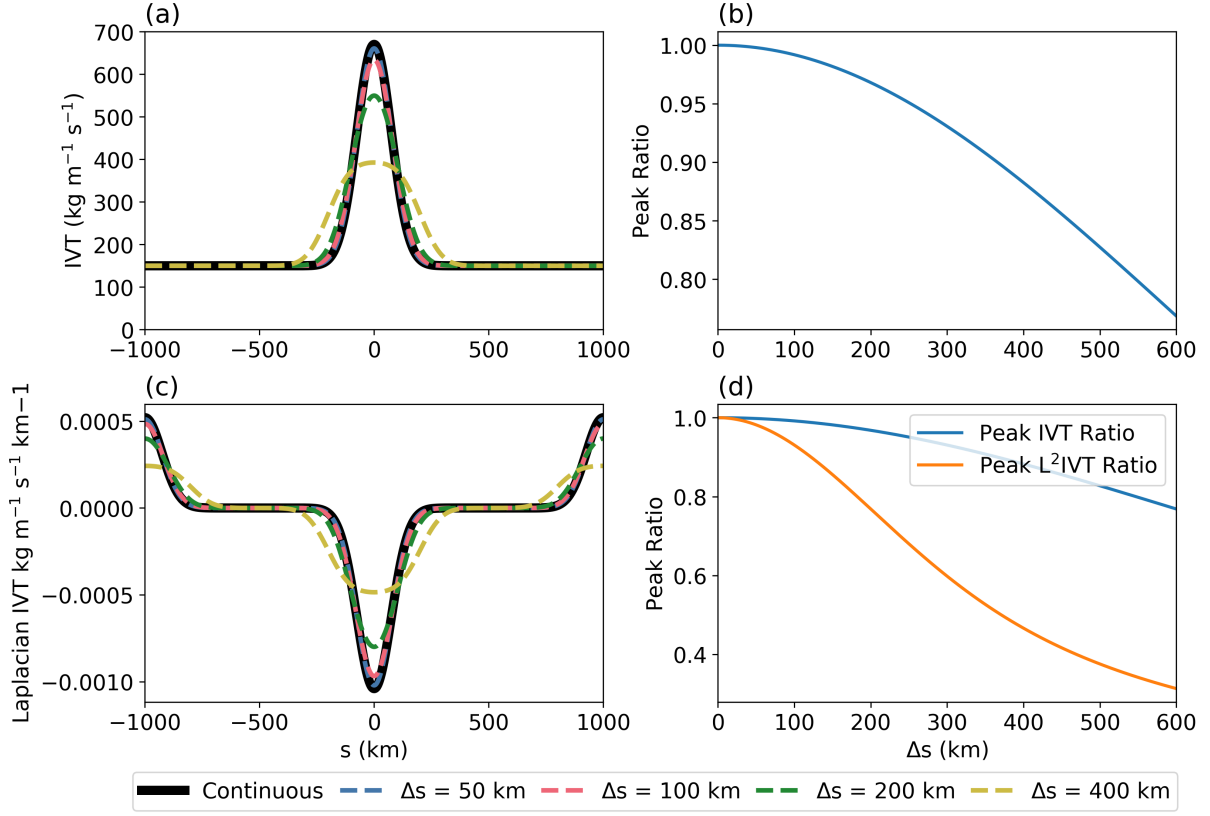 (a)
IVT (kg m⁻¹ s⁻¹)
700
600
500
400
300
200
100
0
−1000
−500
0
500
1000
(b)
Peak Ratio
1.00
0.95
0.90
0.85
0.80
0
100
200
300
400
500
600
(c)
Laplacian IVT kg m⁻¹ s⁻¹ km−1
0.0005
0.0000
−0.0005
−0.0010
−1000
−500
0
500
1000
s (km)
(d)
Peak Ratio
1.0
0.8
0.6
0.4
Peak IVT Ratio
Peak L²IVT Ratio
0
100
200
300
400
500
600
Δs (km)
Continuous
Δs = 50 km
Δs = 100 km
Δs = 200 km
Δs = 400 km